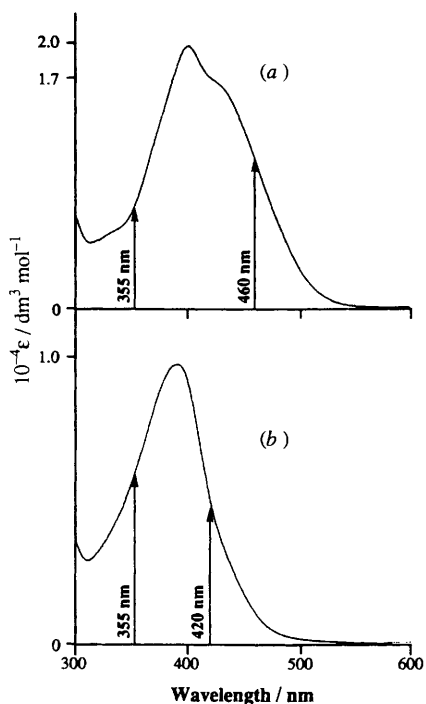 2.0
1.7
(a)
355 nm
460 nm
0
10⁻⁴ε / dm³ mol⁻¹
1.0
(b)
355 nm
420 nm
0
300 400 500 600
Wavelength / nm